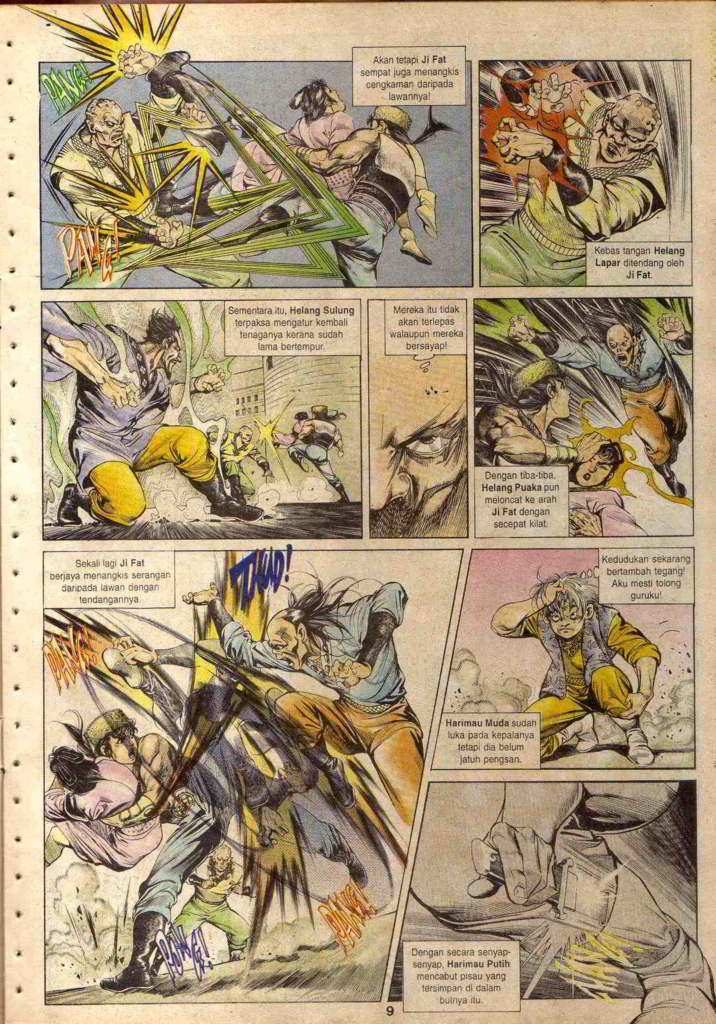 PANG!
Akan tetapi Ji Fat
sempat juga menangkis
cengkaman daripada
lawannya!
PANG!
Kebas tangan Helang
Lapar ditendang oleh
Ji Fat.
Sementara itu, Helang Sulung
terpaksa mengatur kembali
tenaganya kerana sudah
lama bertempur.
Mereka itu tidak
akan terlepas
walaupun mereka
bersayap!
Dengan tiba-tiba,
Helang Puaka pun
meloncat ke arah
Ji Fat dengan
secepat kilat.
Sekali lagi Ji Fat
berjaya menangkis serangan
daripada lawan dengan
tendangannya.
PANG!
PANG!
PANG!
Kedudukan sekarang
bertambah tegang!
Aku mesti tolong
guruku!
Harimau Muda sudah
luka pada kepalanya
tetapi dia belum
jatuh pengsan.
Dengan secara senyap-
senyap, Harimau Putih
mencabut pisau yang
tersimpan di dalam
bulnya itu.
9